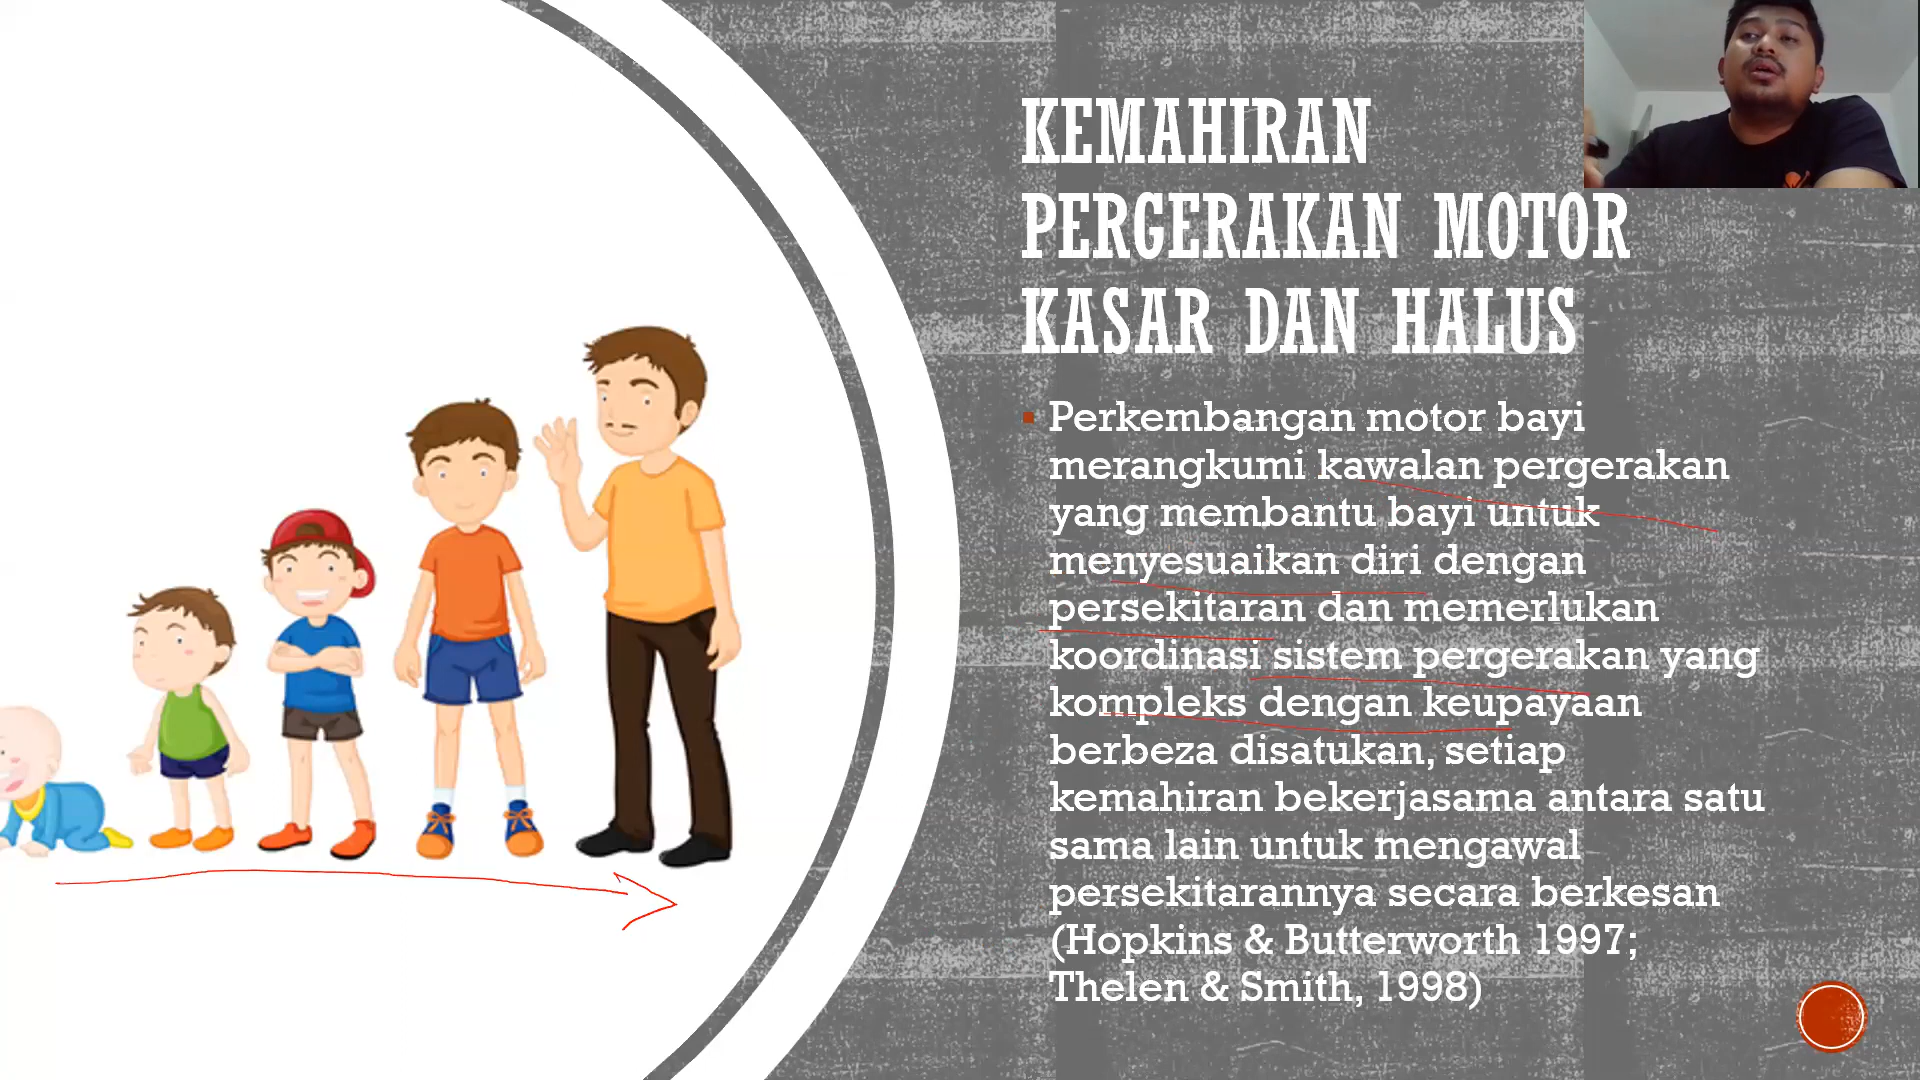 KEMAHIRAN
PERGERAKAN MOTOR
KASAR DAN HALUS
Perkembangan motor bayi
merangkumi kawalan pergerakan
yang membantu bayi untuk
menyesuaikan diri dengan
persekitaran dan memerlukan
koordinasi sistem pergerakan yang
kompleks dengan keupayaan
berbeza disatukan, setiap
kemahiran bekerjasama antara satu
sama lain untuk mengawal
persekitarannya secara berkesan
(Hopkins & Butterworth 1997;
Thelen & Smith, 1998)